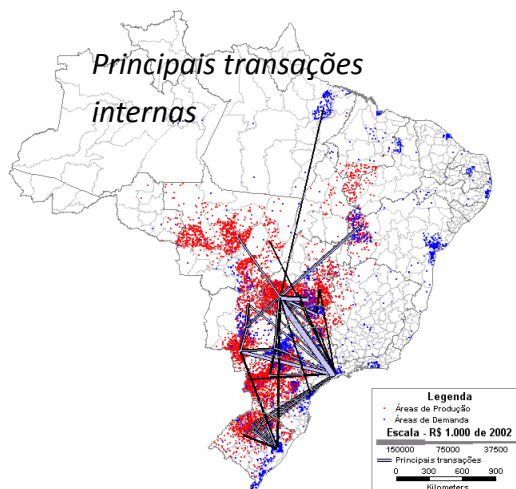 Principais transações
internas
Legenda
Áreas de Produção
Áreas de Demanda
Escala - R$ 1.000 de 2002
150000 75000 37500
Principais transações
0 300 600 900
Kilometers